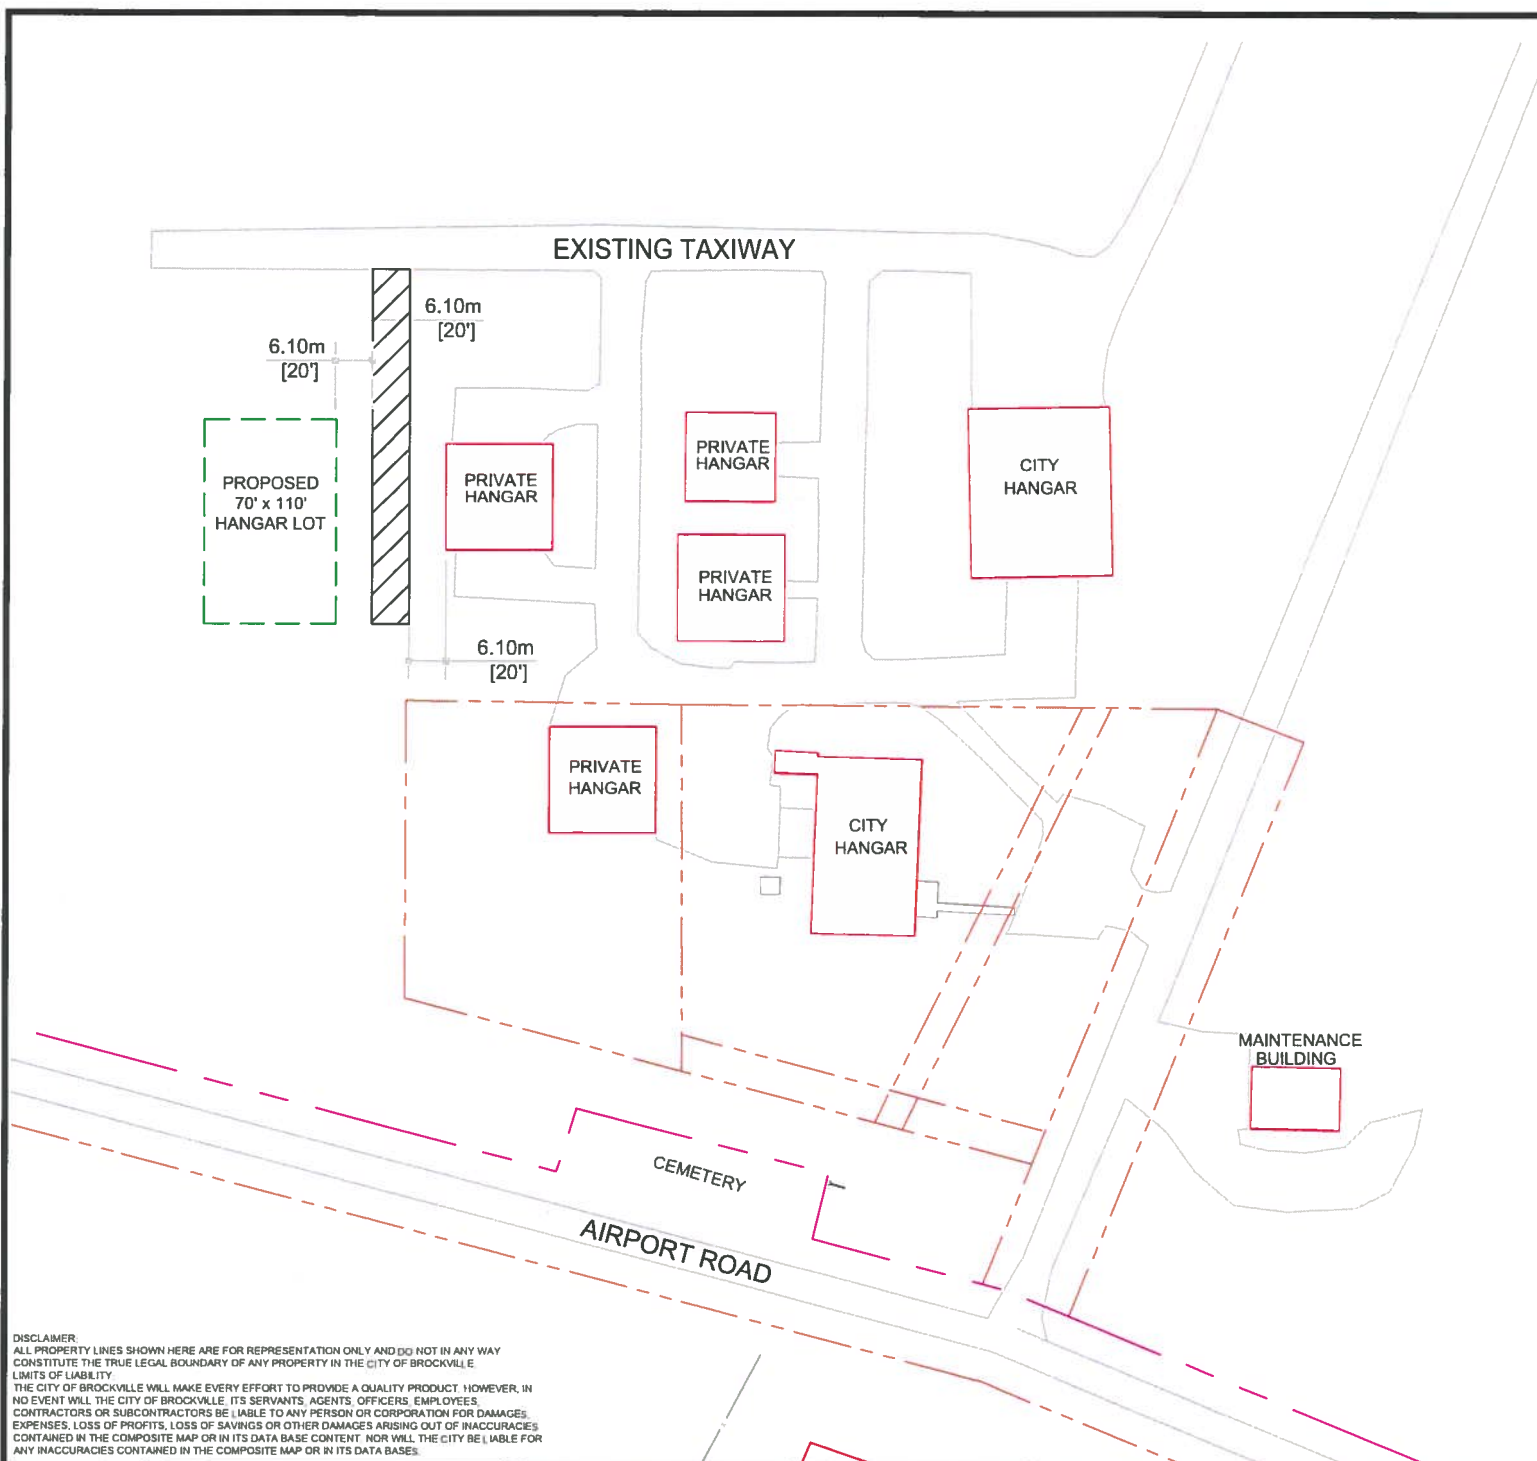 EXISTING TAXIWAY
6.10m
[20']
6.10m
[20']
PROPOSED
70' x 110'
HANGAR LOT
PRIVATE
HANGAR
PRIVATE
HANGAR
CITY
HANGAR
PRIVATE
HANGAR
6.10m
[20']
PRIVATE
HANGAR
CITY
HANGAR
MAINTENANCE
BUILDING
CEMETERY
AIRPORT ROAD
DISCLAIMER:
ALL PROPERTY LINES SHOWN HERE ARE FOR REPRESENTATION ONLY AND DO NOT IN ANY WAY
CONSTITUTE THE TRUE LEGAL BOUNDARY OF ANY PROPERTY IN THE CITY OF BROCKVILLE.
LIMITS OF LIABILITY:
THE CITY OF BROCKVILLE WILL MAKE EVERY EFFORT TO PROVIDE A QUALITY PRODUCT. HOWEVER, IN
NO EVENT WILL THE CITY OF BROCKVILLE, ITS SERVANTS, AGENTS, OFFICERS, EMPLOYEES,
CONTRACTORS OR SUBCONTRACTORS BE LIABLE TO ANY PERSON OR CORPORATION FOR DAMAGES,
EXPENSES, LOSS OF PROFITS, LOSS OF SAVINGS OR OTHER DAMAGES ARISING OUT OF INACCURACIES
CONTAINED IN THE COMPOSITE MAP OR IN ITS DATA BASE CONTENT. NOR WILL THE CITY BE LIABLE FOR
ANY INACCURACIES CONTAINED IN THE COMPOSITE MAP OR IN ITS DATA BASES.